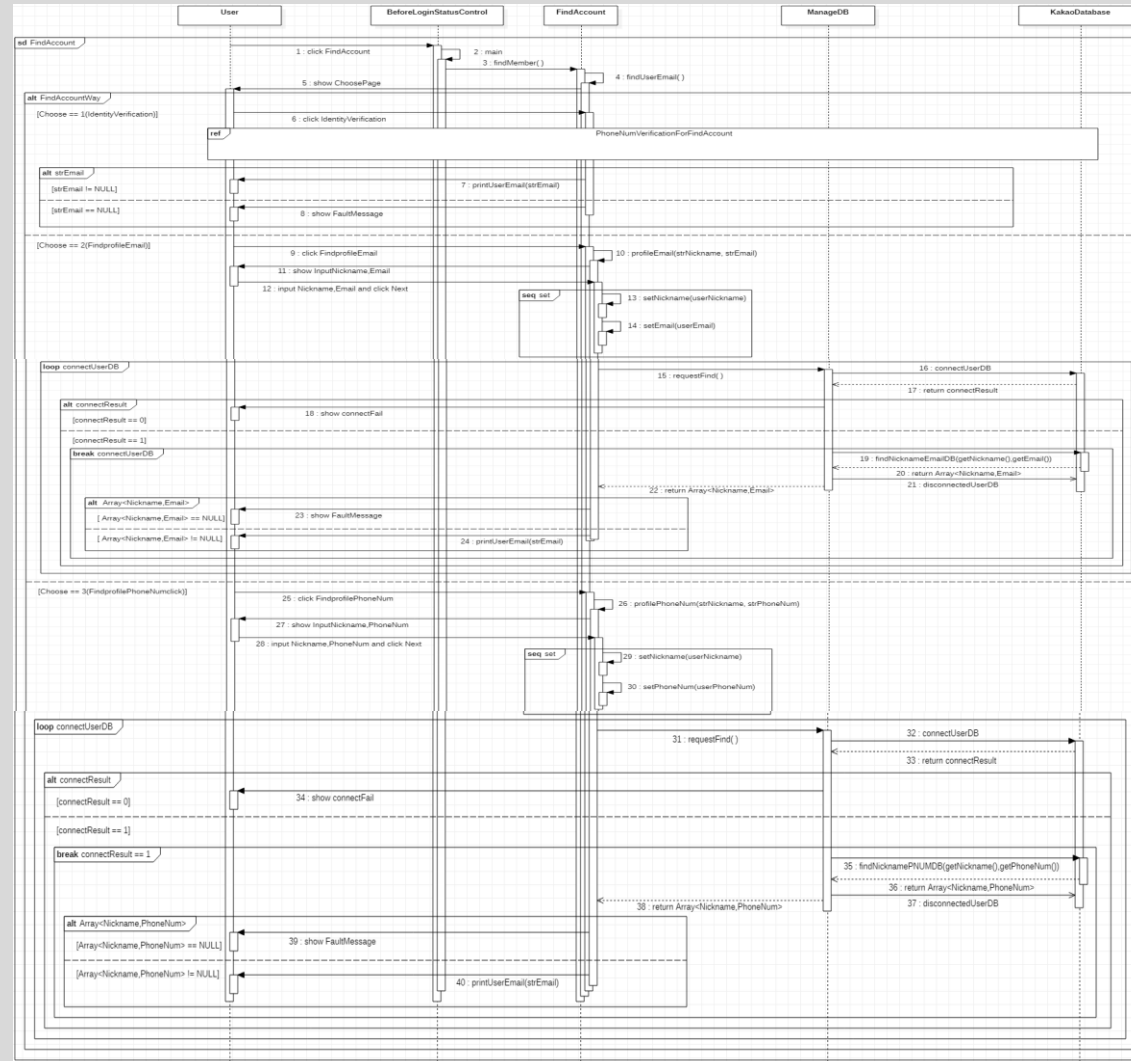 User
BeforeLoginStatusControl
FindAccount
ManageDB
KakaoDatabase
sd FindAccount
1 : click FindAccount
2 : main
3 : findMember( )
4 : findUserEmail( )
5 : show ChoosePage
alt FindAccountWay
[Choose == 1(IdentityVerification)]
6 : click IdentityVerification
ref
PhoneNumVerificationForFindAccount
alt strEmail
[strEmail != NULL]
7 : printUserEmail(strEmail)
[strEmail == NULL]
8 : show FaultMessage
[Choose == 2(FindprofileEmail)]
9 : click FindprofileEmail
10 : profileEmail(strNickname, strEmail)
11 : show InputNickname,Email
12 : input Nickname,Email and click Next
seq set
13 : setNickname(userNickname)
14 : setEmail(userEmail)
loop connectUserDB
15 : requestFind( )
16 : connectUserDB
17 : return connectResult
alt connectResult
18 : show connectFail
[connectResult == 0]
[connectResult == 1]
break connectUserDB
19 : findNicknameEmailDB(getNickname(),getEmail())
20 : return Array<Nickname,Email>
21 : disconnectedUserDB
22 : return Array<Nickname,Email>
alt Array<Nickname,Email>
[ Array<Nickname,Email> == NULL]
23 : show FaultMessage
[ Array<Nickname,Email> != NULL]
24 : printUserEmail(strEmail)
[Choose == 3(FindprofilePhoneNumclick)]
25 : click FindprofilePhoneNum
26 : profilePhoneNum(strNickname, strPhoneNum)
27 : show InputNickname,PhoneNum
28 : input Nickname,PhoneNum and click Next
seq set
29 : setNickname(userNickname)
30 : setPhoneNum(userPhoneNum)
loop connectUserDB
31 : requestFind( )
32 : connectUserDB
33 : return connectResult
alt connectResult
34 : show connectFail
[connectResult == 0]
[connectResult == 1]
break connectResult == 1
35 : findNicknamePNUMDB(getNickname(),getPhoneNum())
36 : return Array<Nickname,PhoneNum>
37 : disconnectedUserDB
38 : return Array<Nickname,PhoneNum>
alt Array<Nickname,PhoneNum>
[Array<Nickname,PhoneNum> == NULL]
39 : show FaultMessage
[Array<Nickname,PhoneNum> != NULL]
40 : printUserEmail(strEmail)